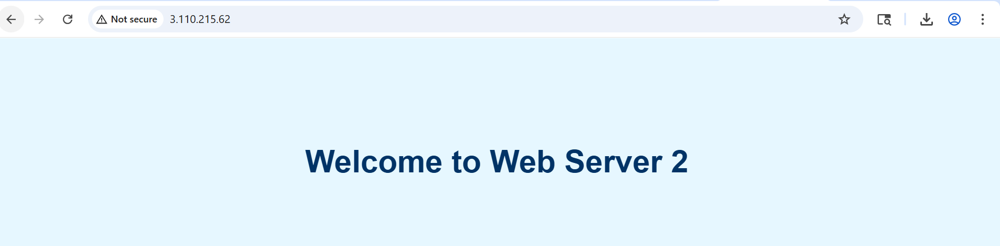 Not secure 3.110.215.62
Welcome to Web Server 2